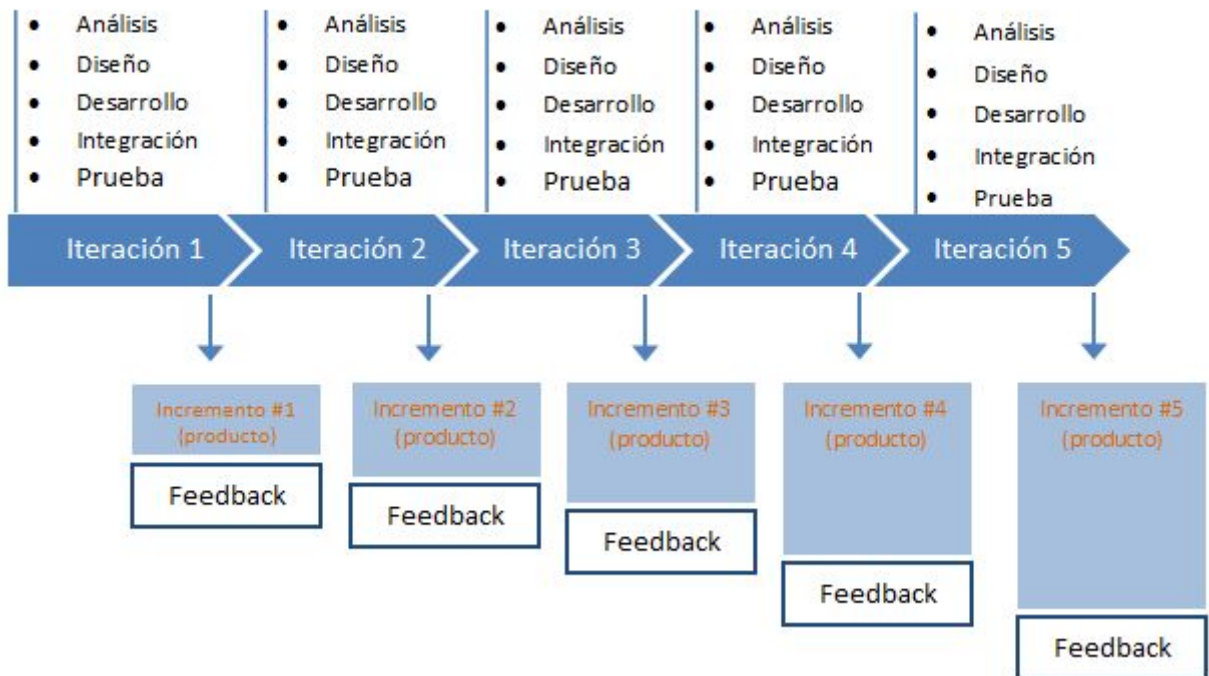 • Análisis
• Diseño
• Desarrollo
• Integración
• Prueba
• Análisis
• Diseño
• Desarrollo
• Integración
• Prueba
• Análisis
• Diseño
• Desarrollo
• Integración
• Prueba
• Análisis
• Diseño
• Desarrollo
• Integración
• Prueba
• Análisis
• Diseño
• Desarrollo
• Integración
• Prueba
Iteración 1
Iteración 2
Iteración 3
Iteración 4
Iteración 5
Incremento #1
(producto)
Feedback
Incremento #2
(producto)
Feedback
Incremento #3
(producto)
Feedback
Incremento #4
(producto)
Feedback
Incremento #5
(producto)
Feedback